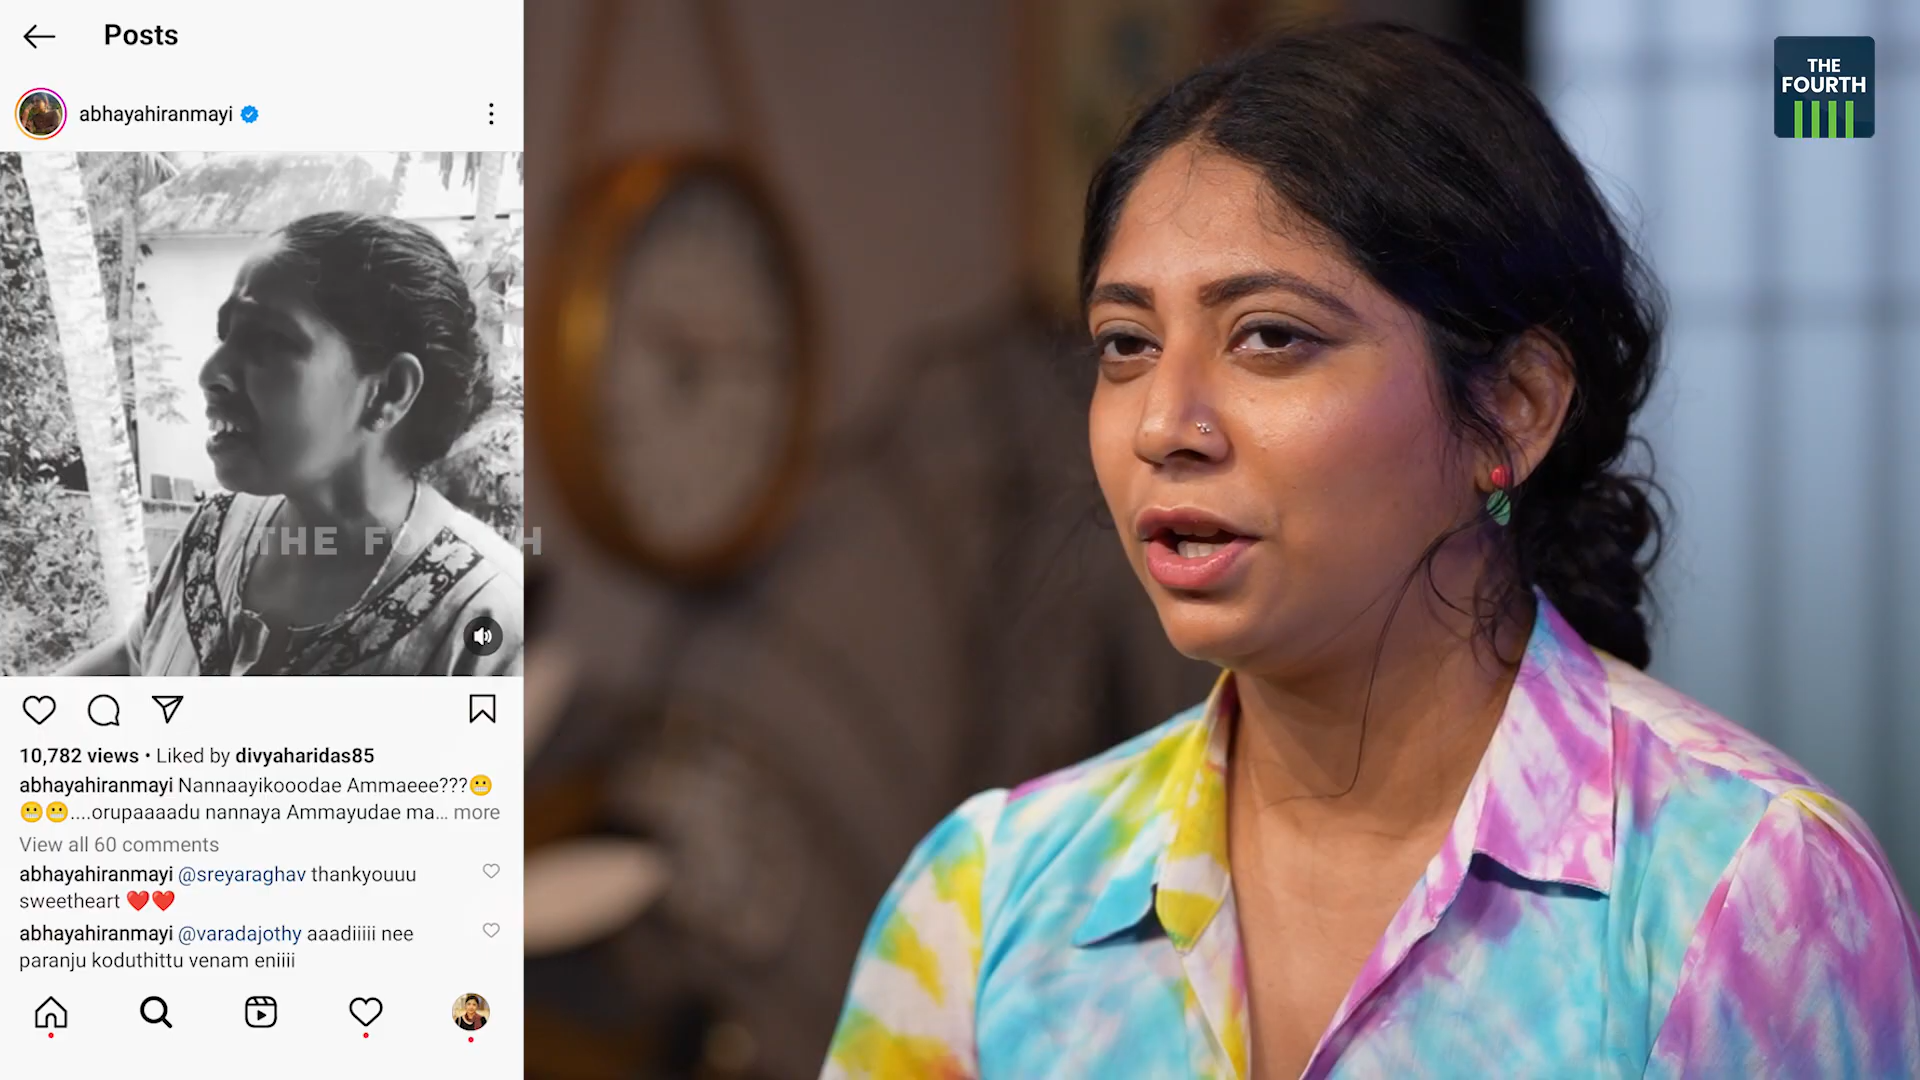 Posts
abhayahiranmayi
THE FOURTH
10,782 views • Liked by divyaharidas85
abhayahiranmayi Nannaayikooodae Ammaeee???😬
😬😬....orupaaaadu nannaya Ammayudae ma... more
View all 60 comments
abhayahiranmayi @sreyaraghav thankyouuu
sweetheart ❤️❤️
abhayahiranmayi @varadajothy aaadiiiii nee
paranju koduthittu venam eniiii
THE
FOURTH